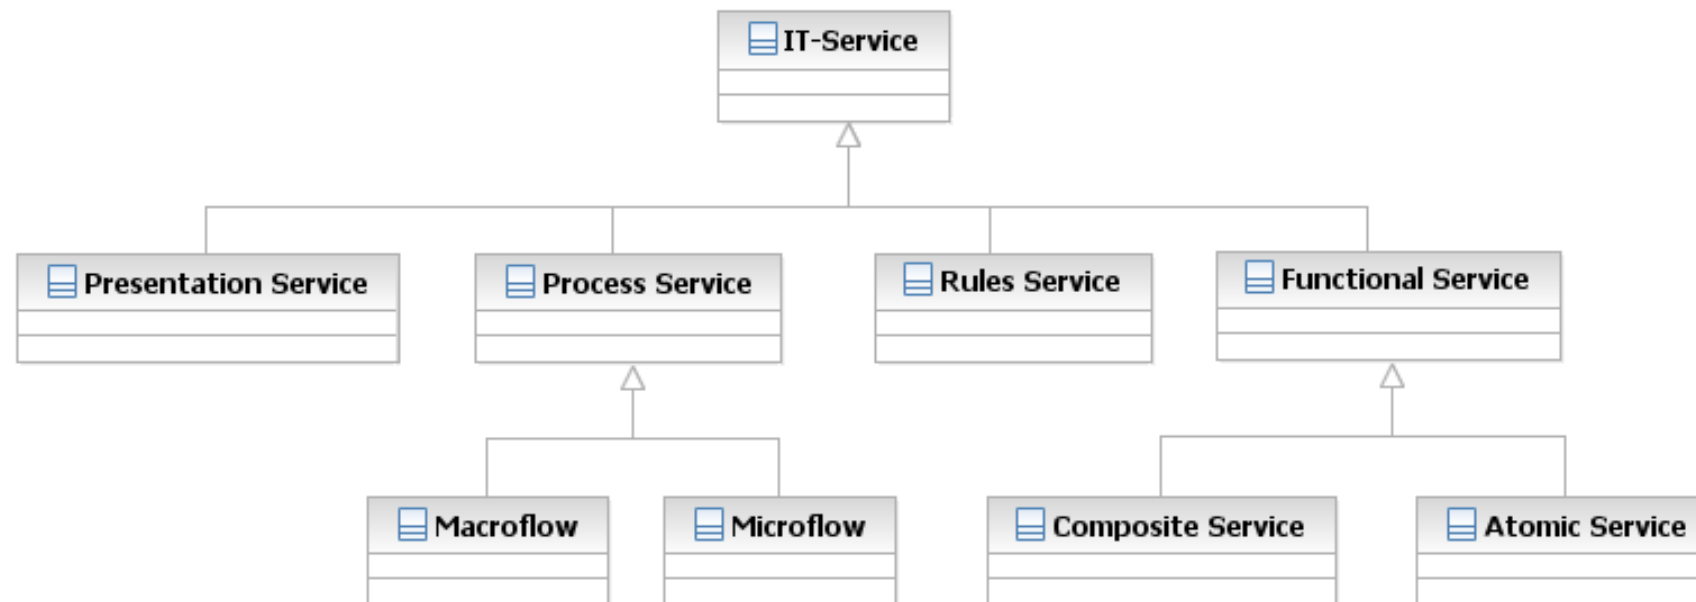 IT-Service
Presentation Service
Process Service
Rules Service
Functional Service
Macroflow
Microflow
Composite Service
Atomic Service